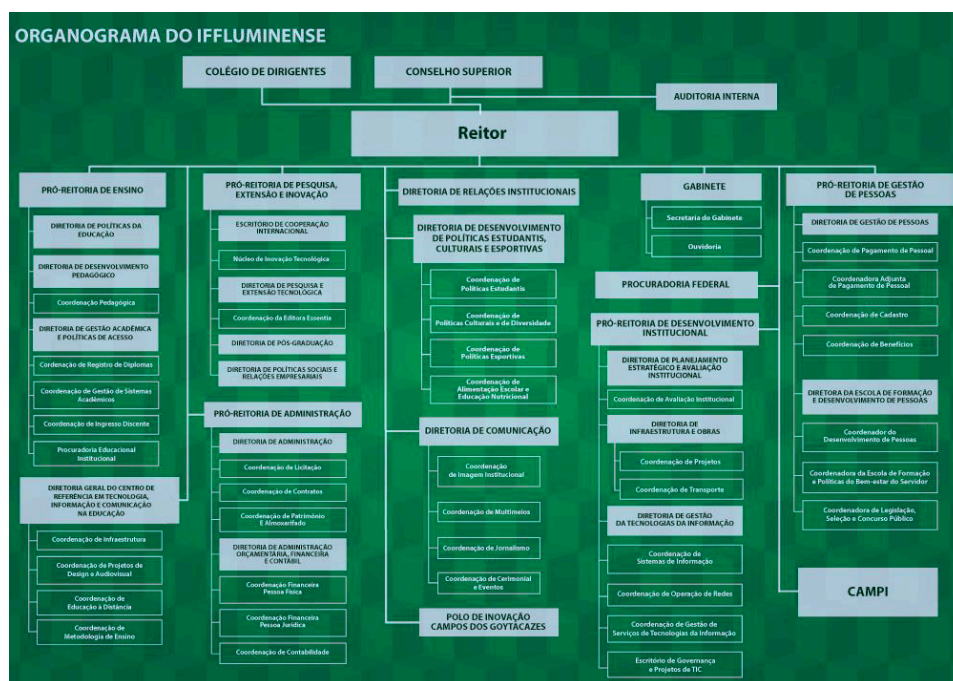 ORGANOGRAMA DO IFFLUMINENSE
COLÉGIO DE DIRIGENTES
CONSELHO SUPERIOR
AUDITORIA INTERNA
Reitor
PRÓ-REITORIA DE ENSINO
DIRETORIA DE POLÍTICAS DA
EDUCAÇÃO
DIRETORIA DE DESENVOLVIMENTO
PEDAGÓGICO
Coordenação Pedagógica
DIRETORIA DE GESTÃO ACADÊMICA
E POLÍTICAS DE ACESSO
Cordenação de Registro de Diplomas
Coordenação de Gestão de Sistemas
Acadêmicos
Coordenação de Ingresso Discente
Procuradoria Educacional
Institucional
DIRETORIA GERAL DO CENTRO DE
REFERÊNCIA EM TECNOLOGIA,
INFORMAÇÃO E COMUNICAÇÃO
NA EDUCAÇÃO
Coordenação de Infraestrutura
Coordenação de Projetos de
Design e Audiovisual
Coordenação de
Educação à Distância
Coordenação de
Metodologia de Ensino
PRÓ-REITORIA DE PESQUISA,
EXTENSÃO E INOVAÇÃO
ESCRITÓRIO DE COOPERAÇÃO
INTERNACIONAL
Núcleo de Inovação Tecnológica
DIRETORIA DE PESQUISA E
EXTENSÃO TECNOLÓGICA
Coordenação da Editora Essentia
DIRETORIA DE PÓS-GRADUAÇÃO
DIRETORIA DE POLÍTICAS SOCIAIS E
RELAÇÕES EMPRESARIAIS
PRÓ-REITORIA DE ADMINISTRAÇÃO
DIRETORIA DE ADMINISTRAÇÃO
Coordenação de Licitação
Coordenação de Contratos
Coordenação de Patrimônio
E Almoxerifado
DIRETORIA DE ADMINISTRAÇÃO
ORÇAMENTÁRIA, FINANCEIRA
E CONTÁBIL
Coordenação Financeira
Pessoa Física
Coordenação Financeira
Pessoa Jurídica
Coordenação de Contabilidade
DIRETORIA DE RELAÇÕES INSTITUCIONAIS
DIRETORIA DE DESENVOLVIMENTO
DE POLÍTICAS ESTUDANTIS,
CULTURAIS E ESPORTIVAS
Coordenação de
Políticas Estudantis
Coordenação de
Políticas Culturais e de Diversidade
Coordenação de
Políticas Esportivas
Coordenação de
Alimentação Escolar e
Educação Nutricional
DIRETORIA DE COMUNICAÇÃO
Coordenação
de Imagem Institucional
Coordenação de Multimeios
Coordenação de Jornalismo
Coordenação de Cerimonial
e Eventos
POLO DE INOVAÇÃO
CAMPOS DOS GOYTACAZES
GABINETE
Secretaria do Gabinete
Ouvidoria
PROCURADORIA FEDERAL
PRÓ-REITORIA DE DESENVOLVIMENTO
INSTITUCIONAL
DIRETORIA DE PLANEJAMENTO
ESTRATÉGICO E AVALIAÇÃO
INSTITUCIONAL
Coordenação de Avaliação Institucional
DIRETORIA DE
INFRAESTRUTURA E OBRAS
Coordenação de Projetos
Coordenação de Transporte
DIRETORIA DE GESTÃO
DA TECNOLOGIAS DA INFORMAÇÃO
Coordenação de
Sistemas de Informação
Coordenação de Operação de Redes
Coordenação de Gestão de
Serviços de Tecnologias da Informação
Escritório de Governança
e Projetos de TIC
PRÓ-REITORIA DE GESTÃO
DE PESSOAS
DIRETORIA DE GESTÃO DE PESSOAS
Coordenação de Pagamento de Pessoal
Coordenadora Adjunta
de Pagamento de Pessoal
Coordenação de Cadastro
Coordenação de Benefícios
DIRETORA DA ESCOLA DE FORMAÇÃO
E DESENVOLVIMENTO DE PESSOAS
Coordenador do
Desenvolvimento de Pessoas
Coordenadora da Escola de Formação
e Políticas do Bem-estar do Servidor
Coordenadora de Legislação,
Seleção e Concurso Público
CAMPI